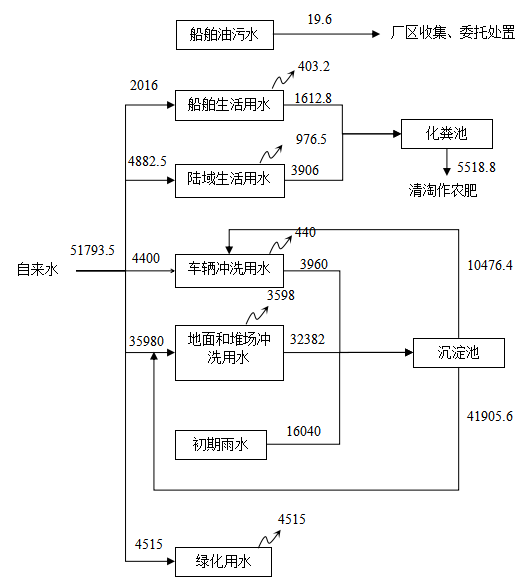 19.6
船舶油污水
厂区收集、委托处置
403.2
2016
船舶生活用水
1612.8
976.5
化粪池
4882.5
陆域生活用水
3906
5518.8
清淘作农肥
440
51793.5
自来水
4400
车辆冲洗用水
3960
10476.4
3598
35980
地面和堆场冲
洗用水
32382
沉淀池
41905.6
初期雨水
16040
4515
4515
绿化用水